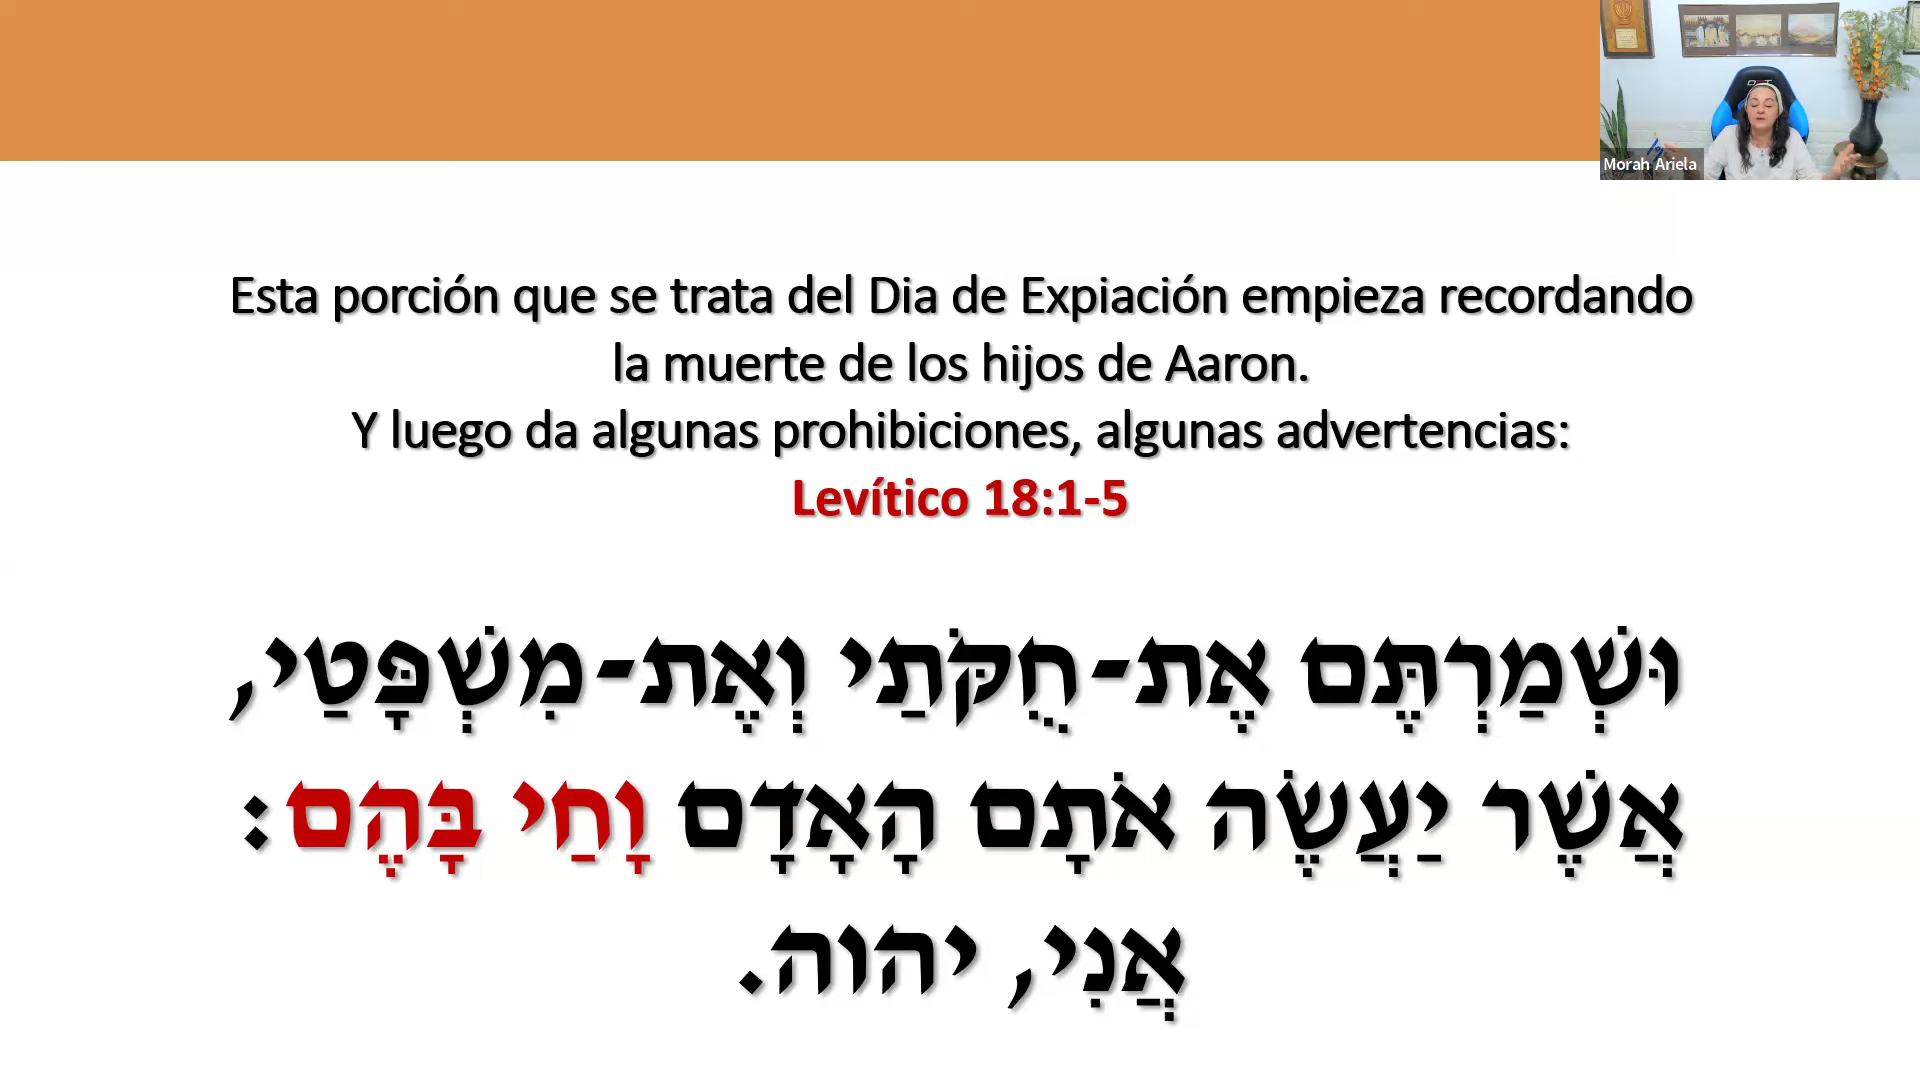 Morah Ariela
Esta porción que se trata del Dia de Expiación empieza recordando
la muerte de los hijos de Aaron.
Y luego da algunas prohibiciones, algunas advertencias:
Levítico 18:1-5
וּשְׁמַרְתֶּם אֶת-חֻקֹּתַי וְאֶת-מִשְׁפָּטַי,
אֲשֶׁר יַעֲשֶׂה אֹתָם הָאָדָם וָחַי בָּהֶם:
אֲנִי, יהוה.